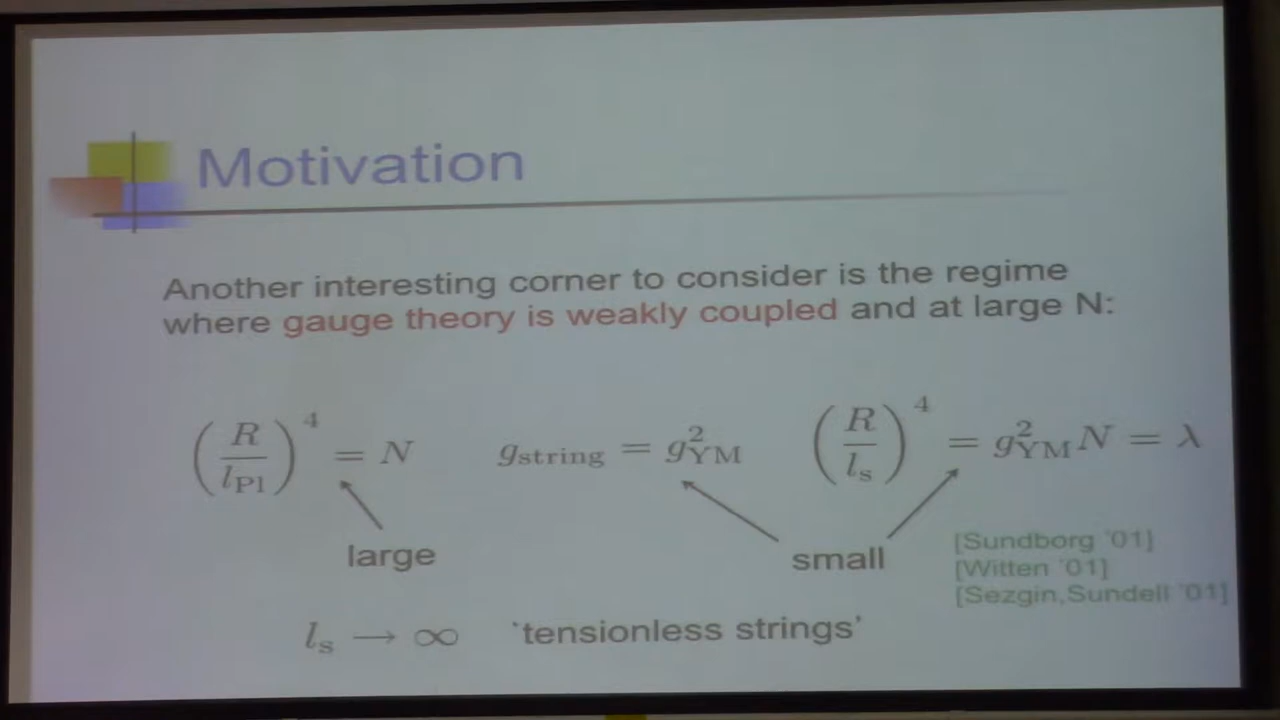 Motivation
Another interesting corner to consider is the regime
where gauge theory is weakly coupled and at large N:
(R/l_Pl)^4 = N    g_string = g_YM^2    (R/l_s)^4 = g_YM^2 N = λ
large
small
[Sundborg '01]
[Witten '01]
[Sezgin,Sundell '01]
l_s → ∞ 'tensionless strings'